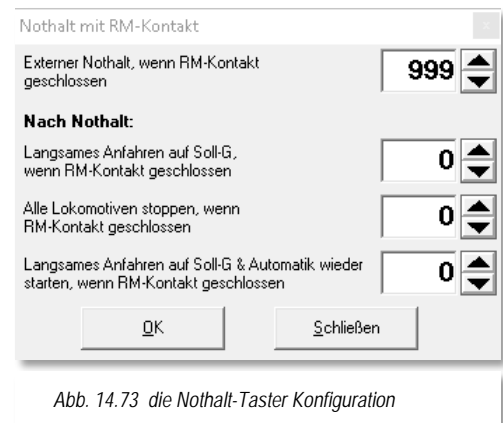 Nothalt mit RM-Kontakt
x
Externer Nothalt, wenn RM-Kontakt
geschlossen
999
Nach Nothalt:
Langsames Anfahren auf Soll-G,
wenn RM-Kontakt geschlossen
0
Alle Lokomotiven stoppen, wenn
RM-Kontakt geschlossen
0
Langsames Anfahren auf Soll-G & Automatik wieder
starten, wenn RM-Kontakt geschlossen
0
OK
Schließen
Abb. 14.73 die Nothalt-Taster Konfiguration